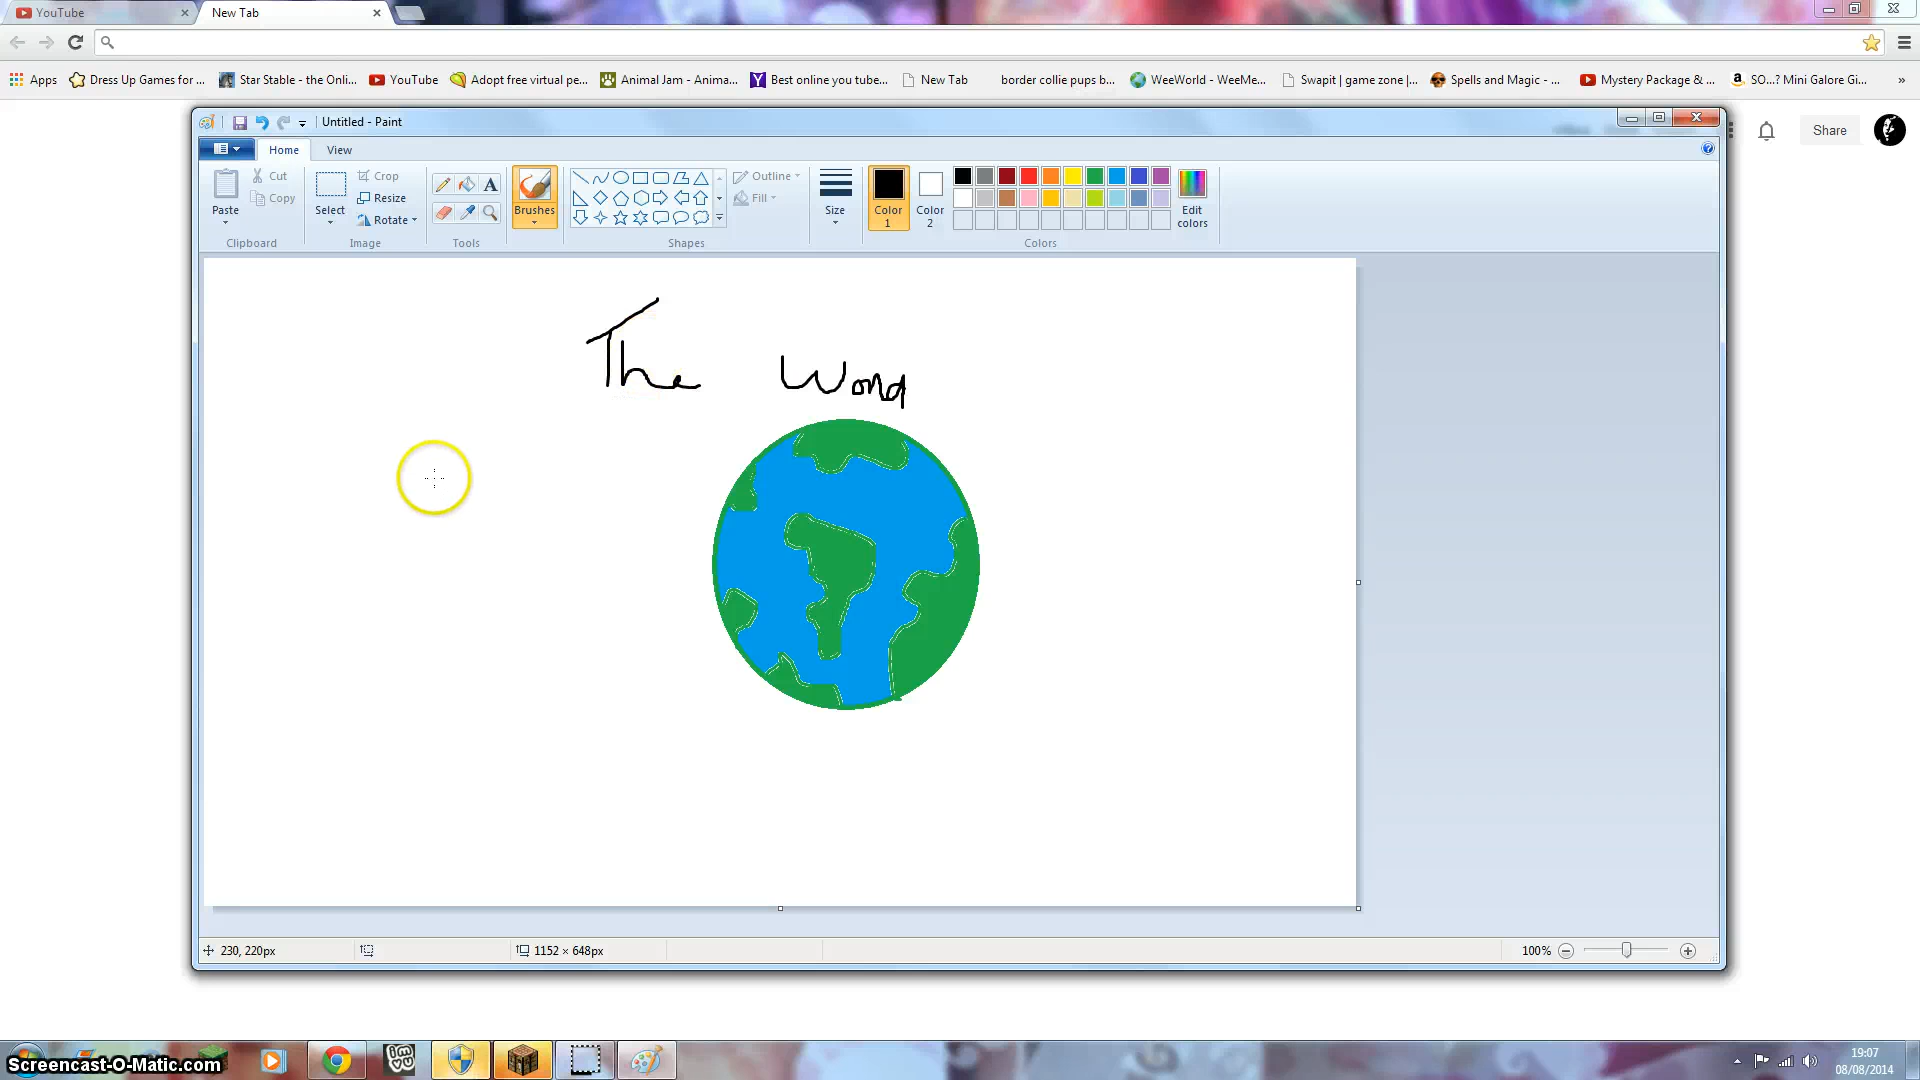 YouTube
New Tab
Apps Dress Up Games for ... Star Stable - the Onli... YouTube Adopt free virtual pe... Animal Jam - Anima... Best online you tube... New Tab border collie pups b... WeeWorld - WeeMe... Swapit | game zone |... Spells and Magic - ... Mystery Package & ... SO...? Mini Galore Gi... »
Untitled - Paint
Share
Home View
Paste Cut Copy Select Crop Resize Rotate A Brushes Outline Fill Size Color 1 Color 2 Edit colors
Clipboard Image Tools Shapes Colors
The World
230, 220px 1152 × 648px 100%
imvu
Screencast-O-Matic.com
19:07
08/08/2014